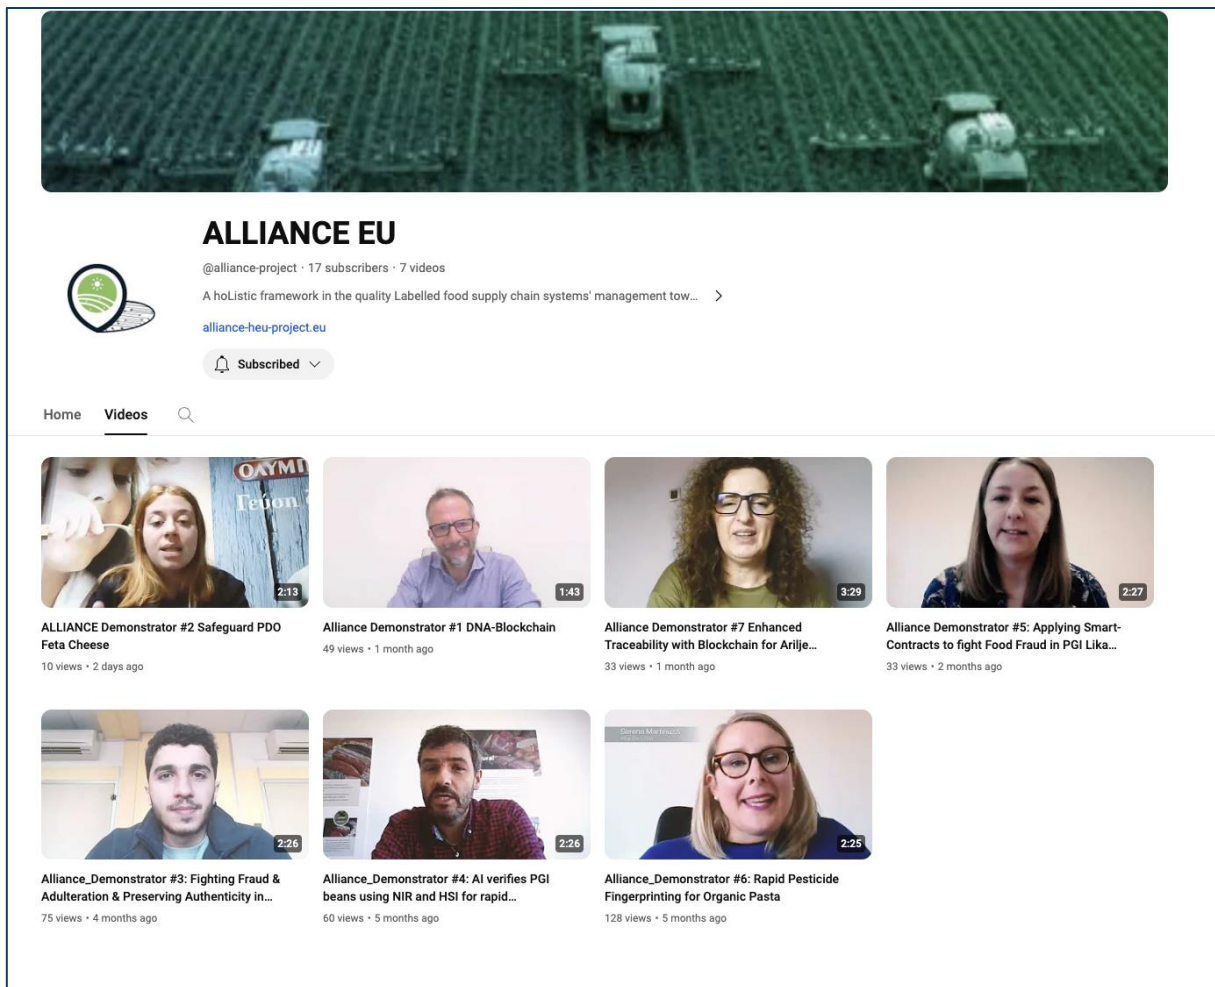 ALLIANCE EU
@alliance-project · 17 subscribers · 7 videos
A hoListic framework in the quality Labelled food supply chain systems' management tow...
alliance-heu-project.eu
Subscribed
Home Videos
ΟΛΥΜΠ
Γεύση
2:13
1:43
3:29
2:27
ALLIANCE Demonstrator #2 Safeguard PDO
Feta Cheese
10 views • 2 days ago
Alliance Demonstrator #1 DNA-Blockchain
49 views • 1 month ago
Alliance Demonstrator #7 Enhanced
Traceability with Blockchain for Arilje...
33 views • 1 month ago
Alliance Demonstrator #5: Applying Smart-
Contracts to fight Food Fraud in PGI Lika...
33 views • 2 months ago
2:26
2:26
2:25
Alliance_Demonstrator #3: Fighting Fraud &
Adulteration & Preserving Authenticity in...
75 views • 4 months ago
Alliance_Demonstrator #4: AI verifies PGI
beans using NIR and HSI for rapid...
60 views • 5 months ago
Alliance_Demonstrator #6: Rapid Pesticide
Fingerprinting for Organic Pasta
128 views • 5 months ago